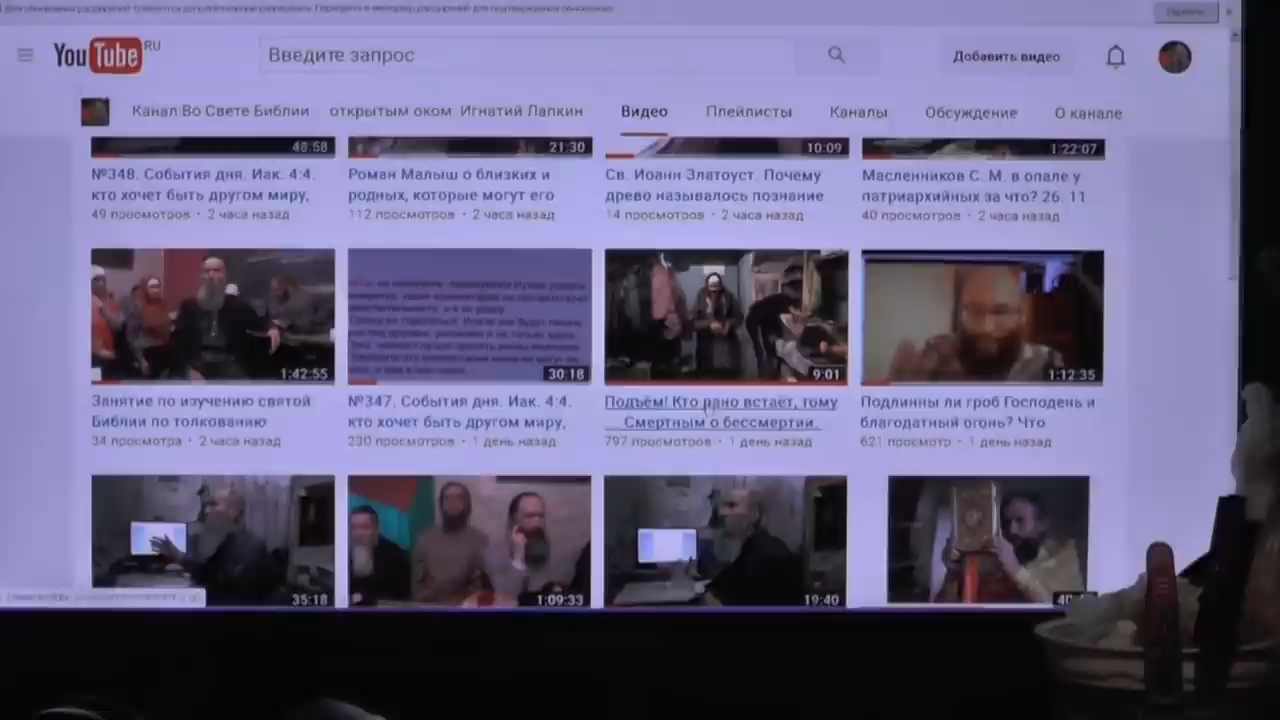 YouTube RU
Введите запрос
Добавить видео
Канал:Во Свете Библии открытым оком Игнатий Лапкин
Видео
Плейлисты
Каналы
Обсуждение
О канале
48:58
21:30
10:09
1:22:07
№348. События дня. Иак. 4:4.
кто хочет быть другом миру,
49 просмотров • 2 часа назад
Роман Малыш о близких и
родных, которые могут его
112 просмотров • 2 часа назад
Св. Иоанн Златоуст. Почему
древо называлось познание
14 просмотров • 2 часа назад
Масленников С. М. в опале у
патриархийных за что? 26. 11
40 просмотров • 2 часа назад
1:42:55
30:18
9:01
1:12:35
Занятие по изучению святой
Библии по толкованию
34 просмотра • 2 часа назад
№347. События дня. Иак. 4:4.
кто хочет быть другом миру,
230 просмотров • 1 день назад
Подъём! Кто рано встаёт, тому
Смертным о бессмертии.
797 просмотров • 1 день назад
Подлинны ли гроб Господень и
благодатный огонь? Что
621 просмотр • 1 день назад
35:18
1:09:33
19:40